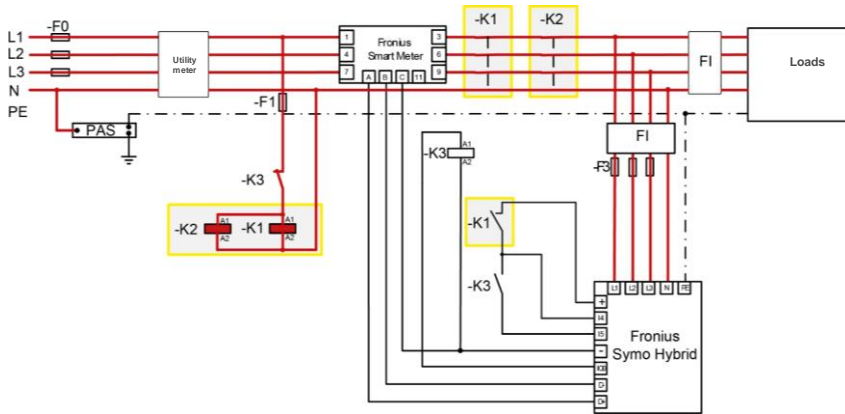 -F0
-K1
-K2
L1
L2
L3
N
PE
Utility
meter
1
4
7
Fronius
Smart Meter
3
6
9
A
B
C
11
FI
Loads
-F1
PAS
FI
-K3
A1
A2
-F3
-K3
-K1
-K2
A1
A2
-K1
A1
A2
-K3
L1
L2
L3
N
PE
+
I4
I5
-
D-
D+
Fronius
Symo Hybrid